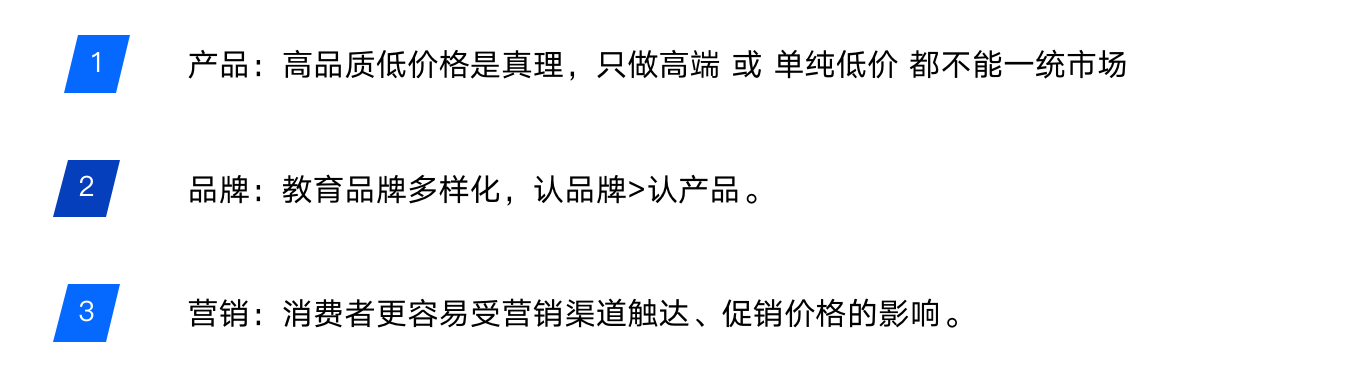 1 产品：高品质低价格是真理，只做高端 或 单纯低价 都不能一统市场
2 品牌：教育品牌多样化，认品牌>认产品。
3 营销：消费者更容易受营销渠道触达、促销价格的影响。